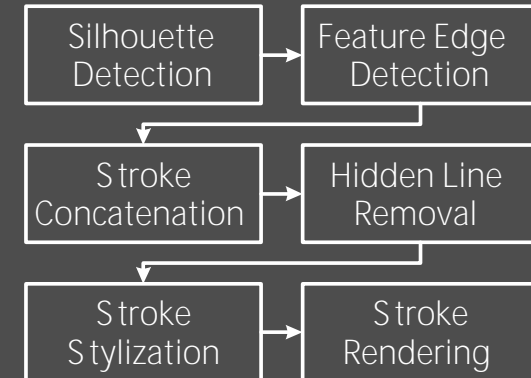 Silhouette
Detection
Feature Edge
Detection
Stroke
Concatenation
Hidden Line
Removal
Stroke
Stylization
Stroke
Rendering